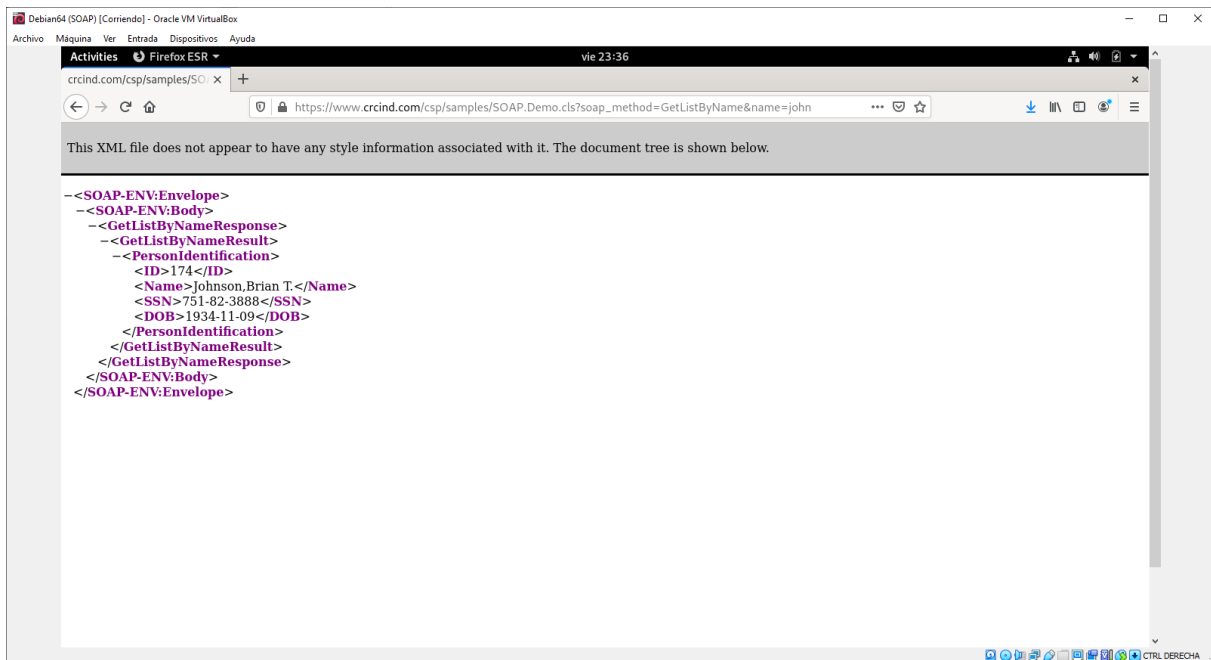 Debian64 (SOAP) [Corriendo] - Oracle VM VirtualBox
Archivo Máquina Ver Entrada Dispositivos Ayuda
Activities Firefox ESR vie 23:36
crcind.com/csp/samples/SO
https://www.crcind.com/csp/samples/SOAP.Demo.cls?soap_method=GetListByName&name=john
This XML file does not appear to have any style information associated with it. The document tree is shown below.
−<SOAP-ENV:Envelope>
−<SOAP-ENV:Body>
−<GetListByNameResponse>
−<GetListByNameResult>
−<PersonIdentification>
<ID>174</ID>
<Name>Johnson,Brian T.</Name>
<SSN>751-82-3888</SSN>
<DOB>1934-11-09</DOB>
</PersonIdentification>
</GetListByNameResult>
</GetListByNameResponse>
</SOAP-ENV:Body>
</SOAP-ENV:Envelope>
CTRL DERECHA